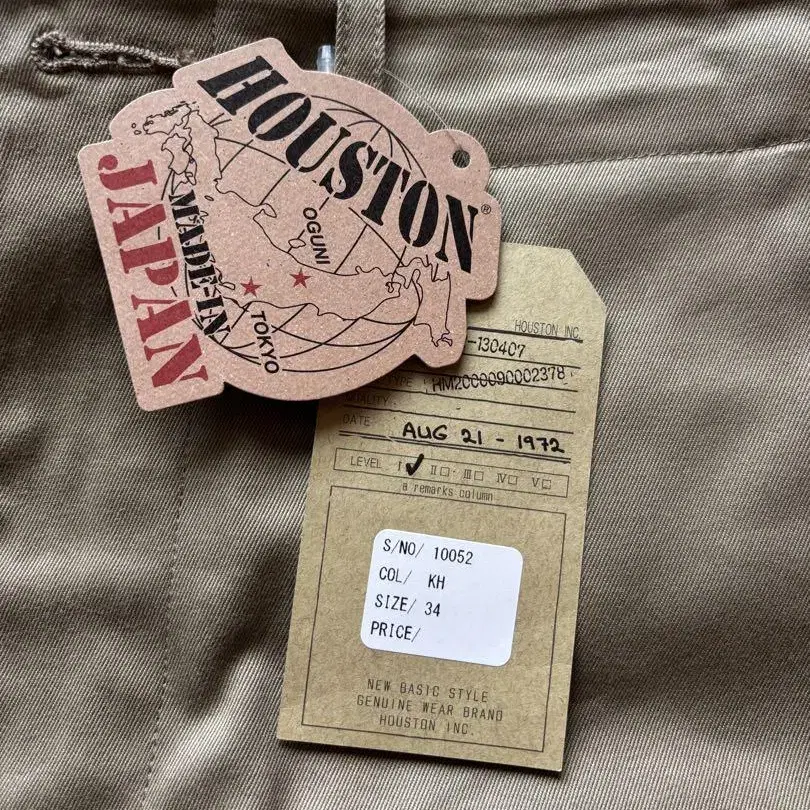 HOUSTON®
MADE-IN
JAPAN
OGUNI
TOKYO
HOUSTON INC.
-130407
TYPE HM2000090002378
QUALITY
DATE AUG 21 - 1972
LEVEL I ✓ II□・III□ IV□ V□
a remarks column
S/NO/ 10052
COL/ KH
SIZE/ 34
PRICE/
NEW BASIC STYLE
GENUINE WEAR BRAND
HOUSTON INC.